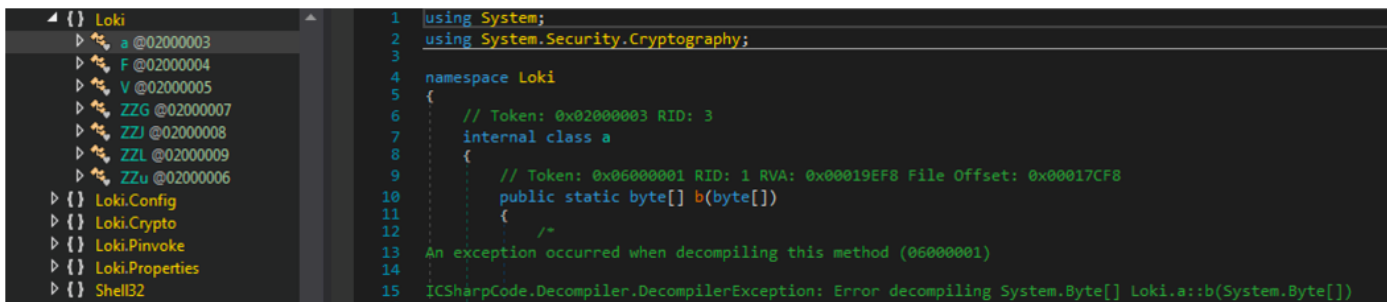 {} Loki
a @02000003
F @02000004
V @02000005
ZZG @02000007
ZZJ @02000008
ZZL @02000009
ZZu @02000006
{} Loki.Config
{} Loki.Crypto
{} Loki.Pinvoke
{} Loki.Properties
{} Shell32
1 using System;
2 using System.Security.Cryptography;
3
4 namespace Loki
5 {
6 // Token: 0x02000003 RID: 3
7 internal class a
8 {
9 // Token: 0x06000001 RID: 1 RVA: 0x00019EF8 File Offset: 0x00017CF8
10 public static byte[] b(byte[])
11 {
12 /*
13 An exception occurred when decompiling this method (06000001)
14
15 ICSharpCode.Decompiler.DecompilerException: Error decompiling System.Byte[] Loki.a::b(System.Byte[])